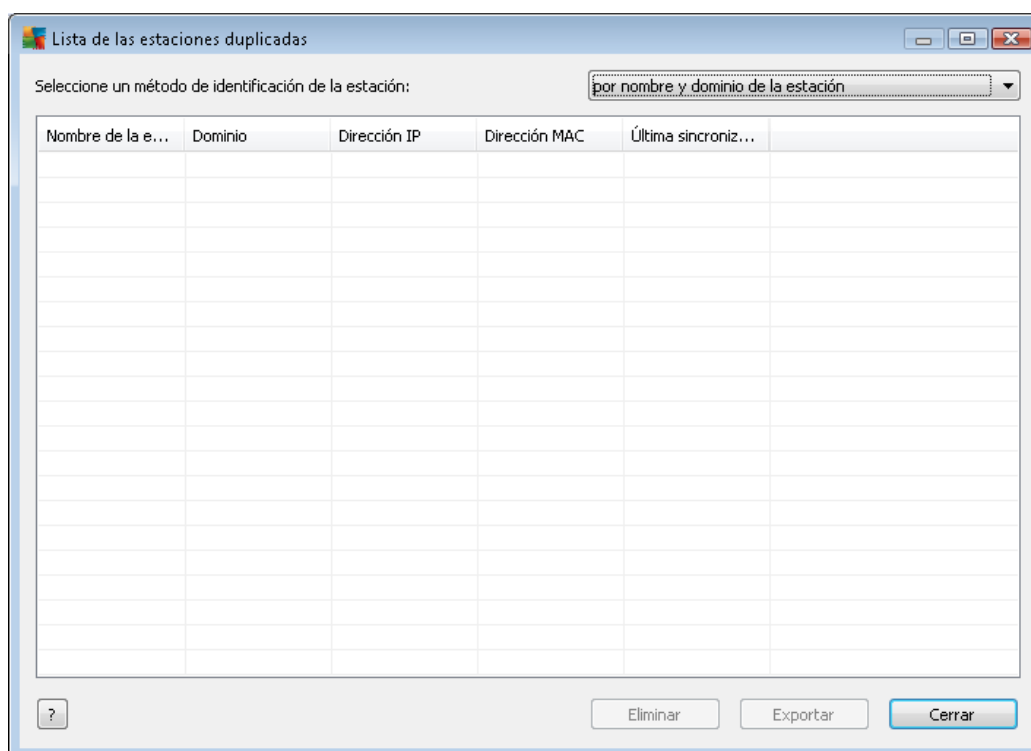 Lista de las estaciones duplicadas
Seleccione un método de identificación de la estación: por nombre y dominio de la estación
Nombre de la e... Dominio Dirección IP Dirección MAC Última sincroniz...
? Eliminar Exportar Cerrar